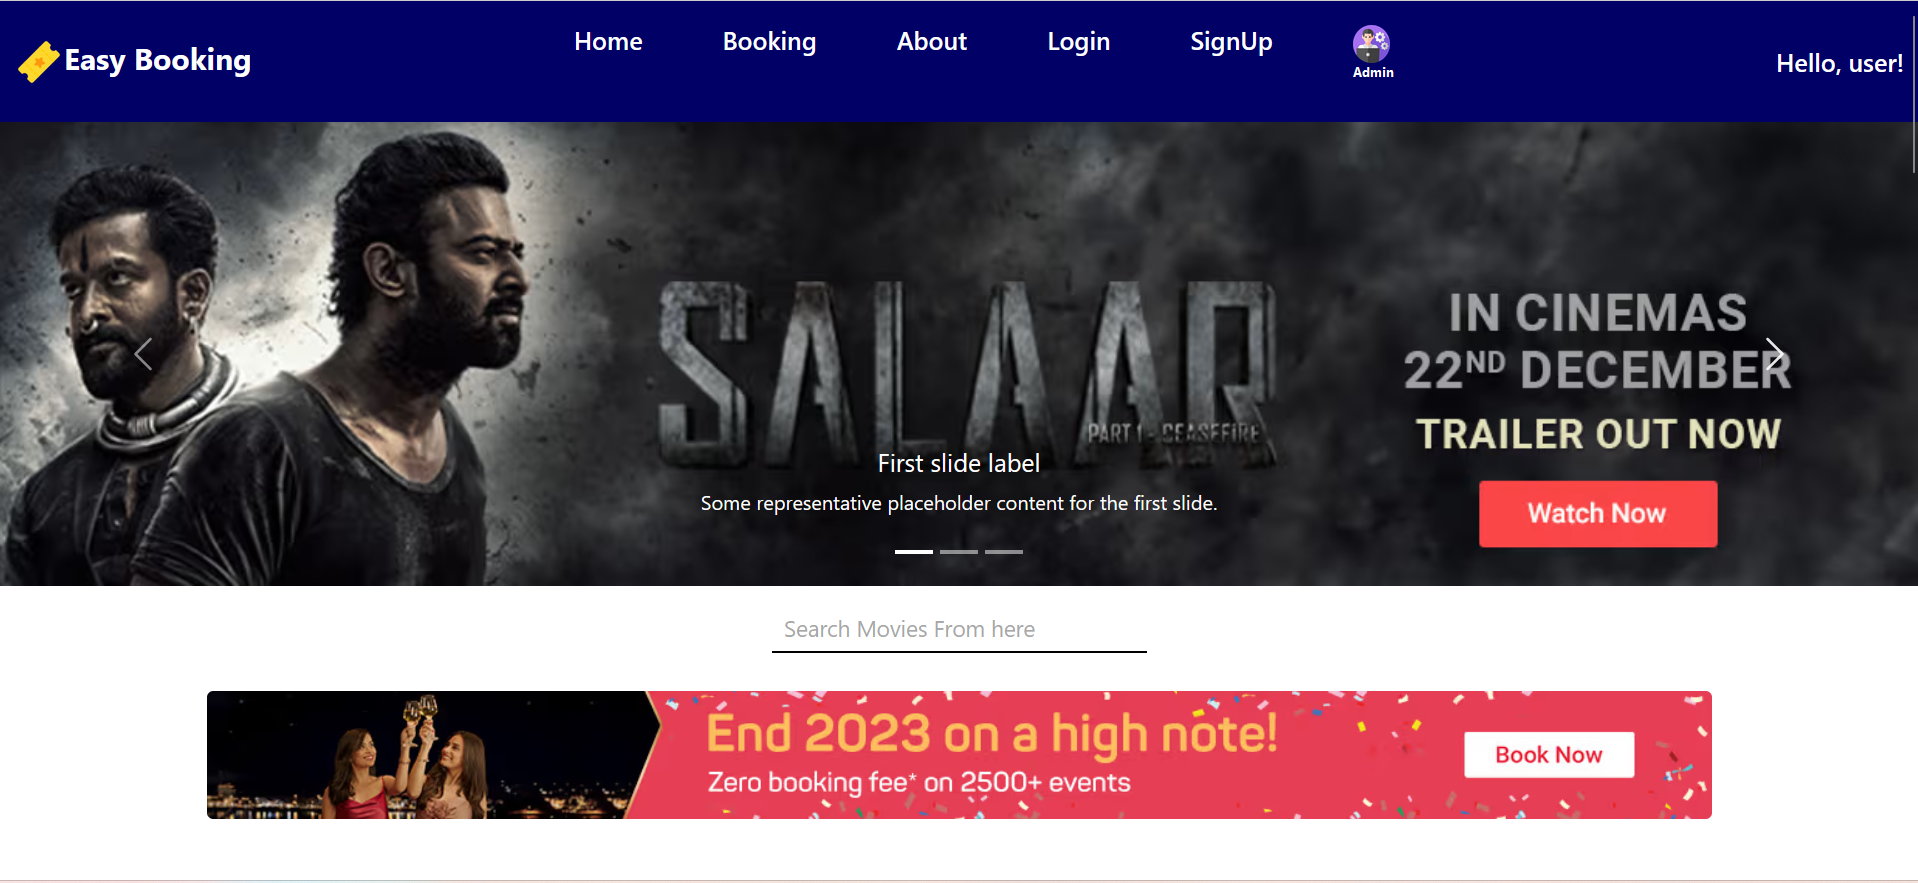 Easy Booking
Home
Booking
About
Login
SignUp
Admin
Hello, user!
SALAAR
PART 1 - CEASEFIRE
IN CINEMAS
22ND DECEMBER
TRAILER OUT NOW
Watch Now
First slide label
Some representative placeholder content for the first slide.
Search Movies From here
End 2023 on a high note!
Zero booking fee* on 2500+ events
Book Now